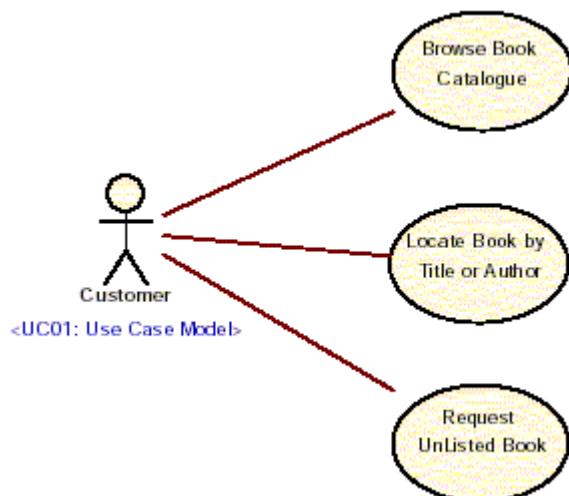 Browse Book
Catalogue
Locate Book by
Title or Author
Customer
<UC01: Use Case Model>
Request
UnListed Book